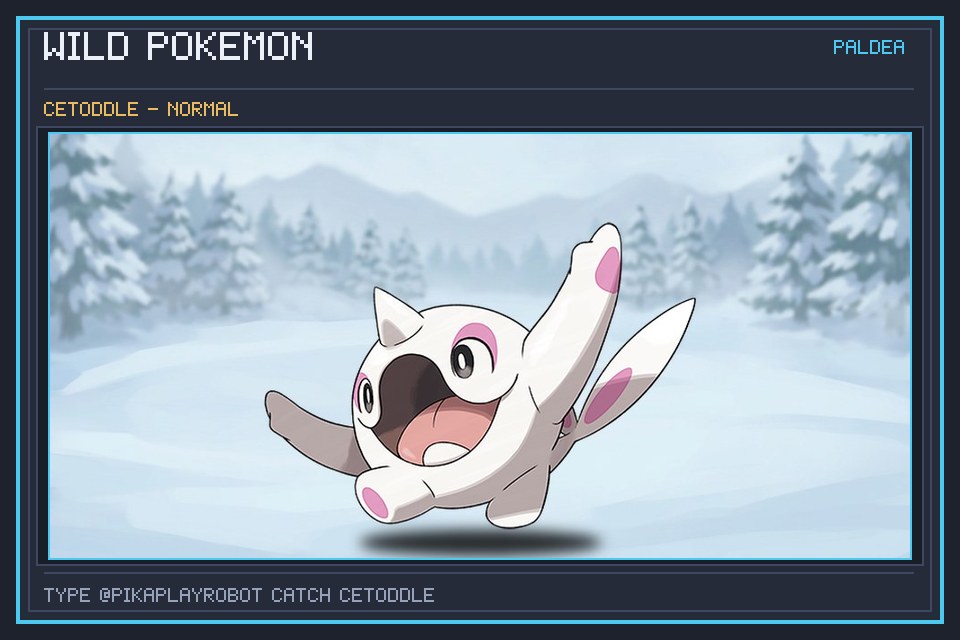 WILD POKEMON
PALDEA
CETODDLE - NORMAL
TYPE @PIKAPLAYROBOT CATCH CETODDLE